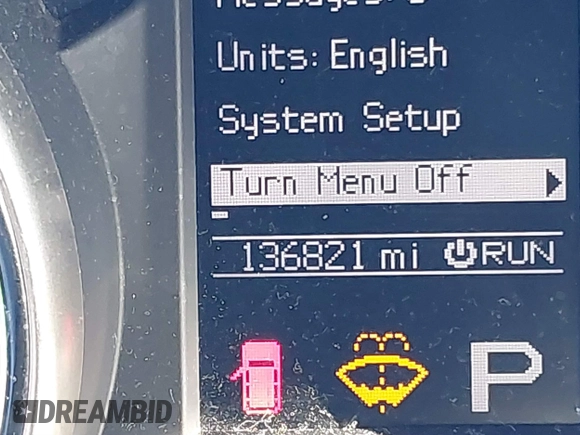 Units: English
System Setup
Turn Menu Off
136821 mi RUN
P
DREAMBID